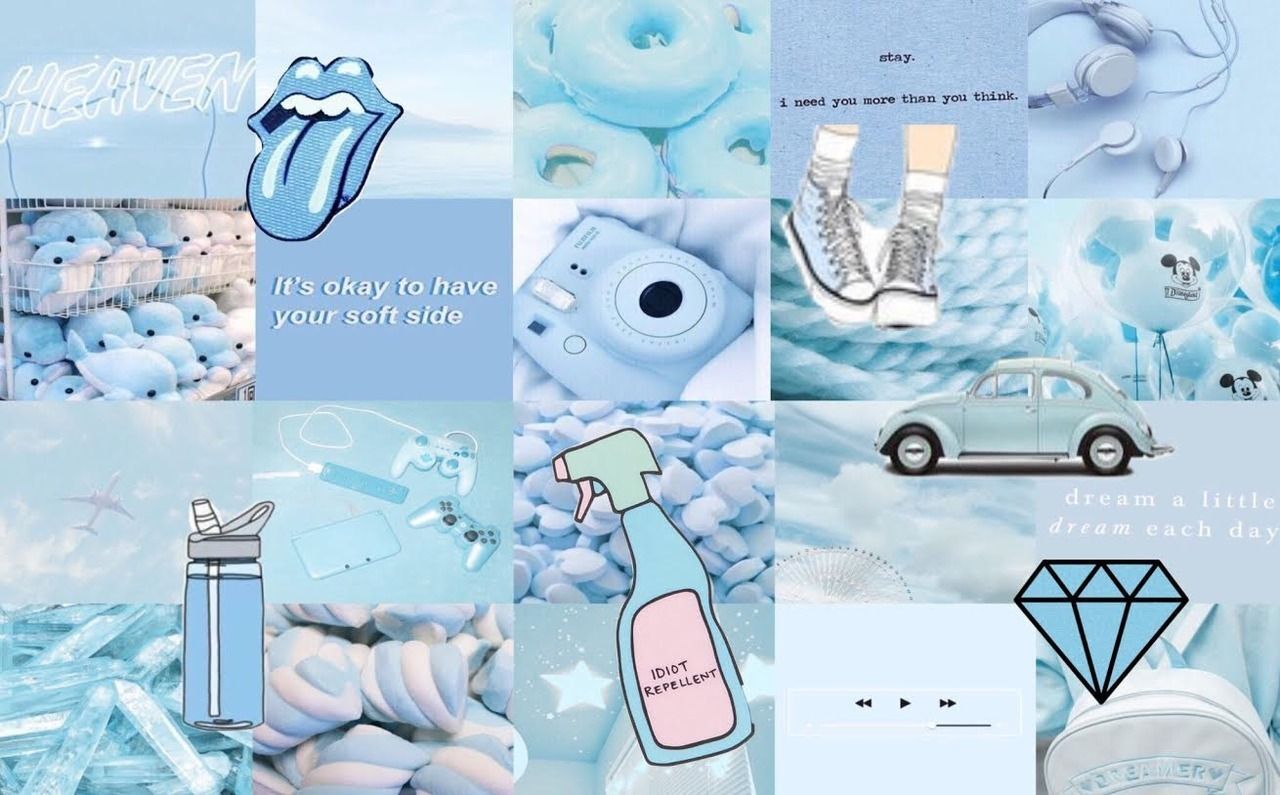 HEAVEN
stay.
i need you more than you think.
It's okay to have
your soft side
FUJIFILM
Disneyland
dream a little
dream each day
IDIOT
REPELLENT
DREAMER